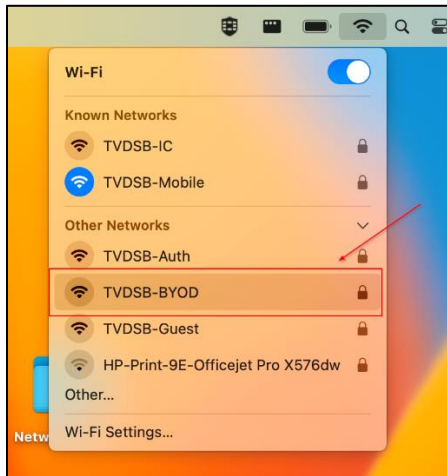 Wi-Fi
Known Networks
TVDSB-IC
TVDSB-Mobile
Other Networks
TVDSB-Auth
TVDSB-BYOD
TVDSB-Guest
HP-Print-9E-Officejet Pro X576dw
Other...
Wi-Fi Settings...
Netw